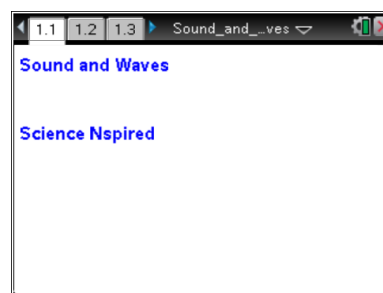 1.1 1.2 1.3 Sound_and_…ves
Sound and Waves
Science Nspired